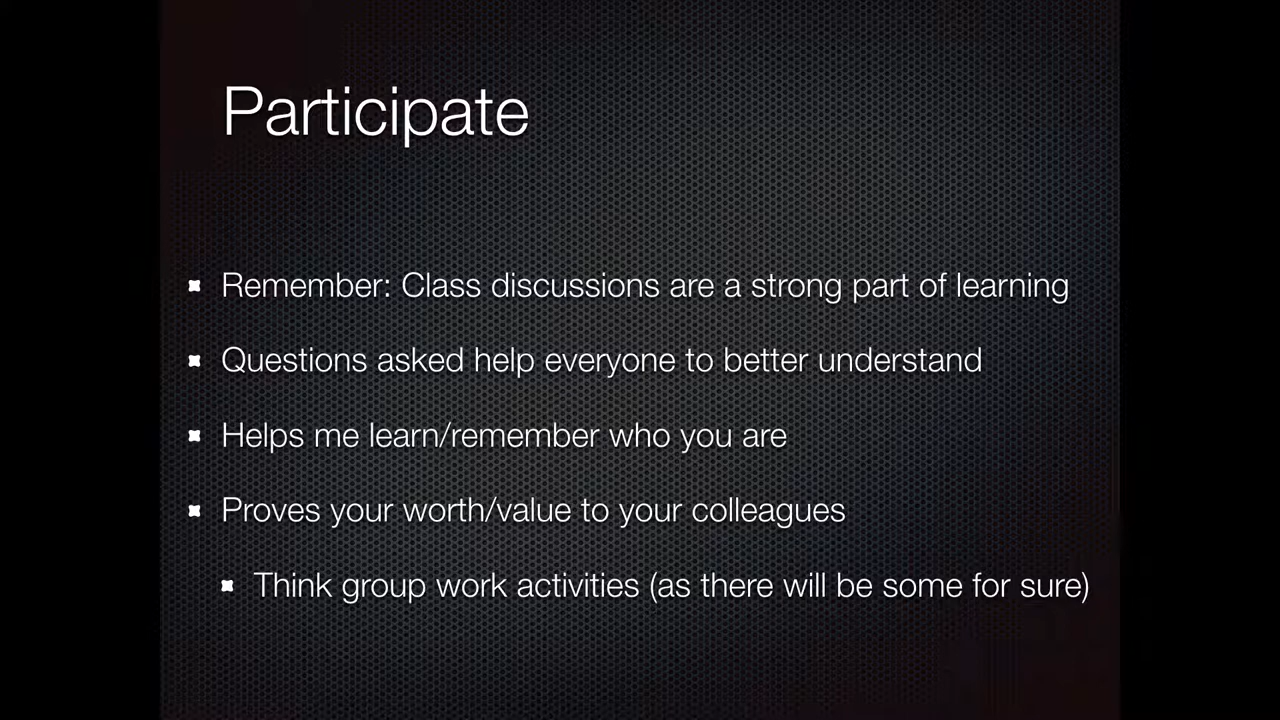 Participate
Remember: Class discussions are a strong part of learning
Questions asked help everyone to better understand
Helps me learn/remember who you are
Proves your worth/value to your colleagues
Think group work activities (as there will be some for sure)